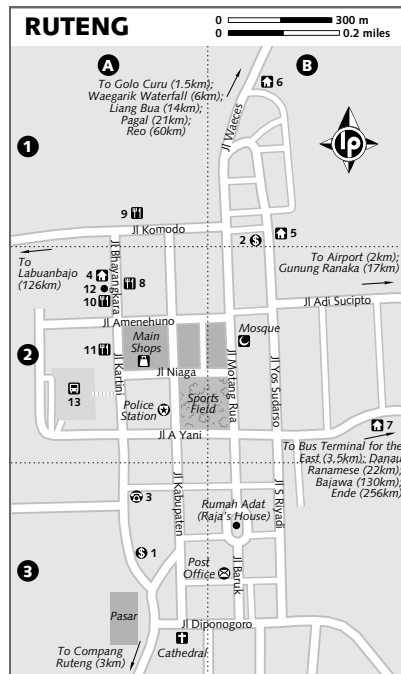 RUTENG
0 300 m
0 0.2 miles
A
B
To Golo Curu (1.5km);
Waegarik Waterfall (6km);
Liang Bua (14km);
Pagal (21km);
Reo (60km)
6
Jl Waeces
lp
1
9
Jl Komodo
2 $
5
To
Labuanbajo
(126km)
Jl Bhayangkara
4
8
12
10
To Airport (2km);
Gunung Ranaka (17km)
Jl Adi Sucipto
Jl Amenehuno
Mosque
2
11
Main
Shops
Jl Niaga
Jl Kartini
Jl Motang Rua
Jl Yos Sudarso
13
Police
Station
Sports
Field
Jl A Yani
7
To Bus Terminal for the
East (3.5km); Danau
Ranamese (22km);
Bajawa (130km);
Ende (256km)
3
Jl Kabupaten
Rumah Adat
(Raja's House)
Jl S Riyadi
$ 1
Post
Office
Jl Baruk
3
Pasar
Jl Diponogoro
To Compang
Ruteng (3km)
Cathedral